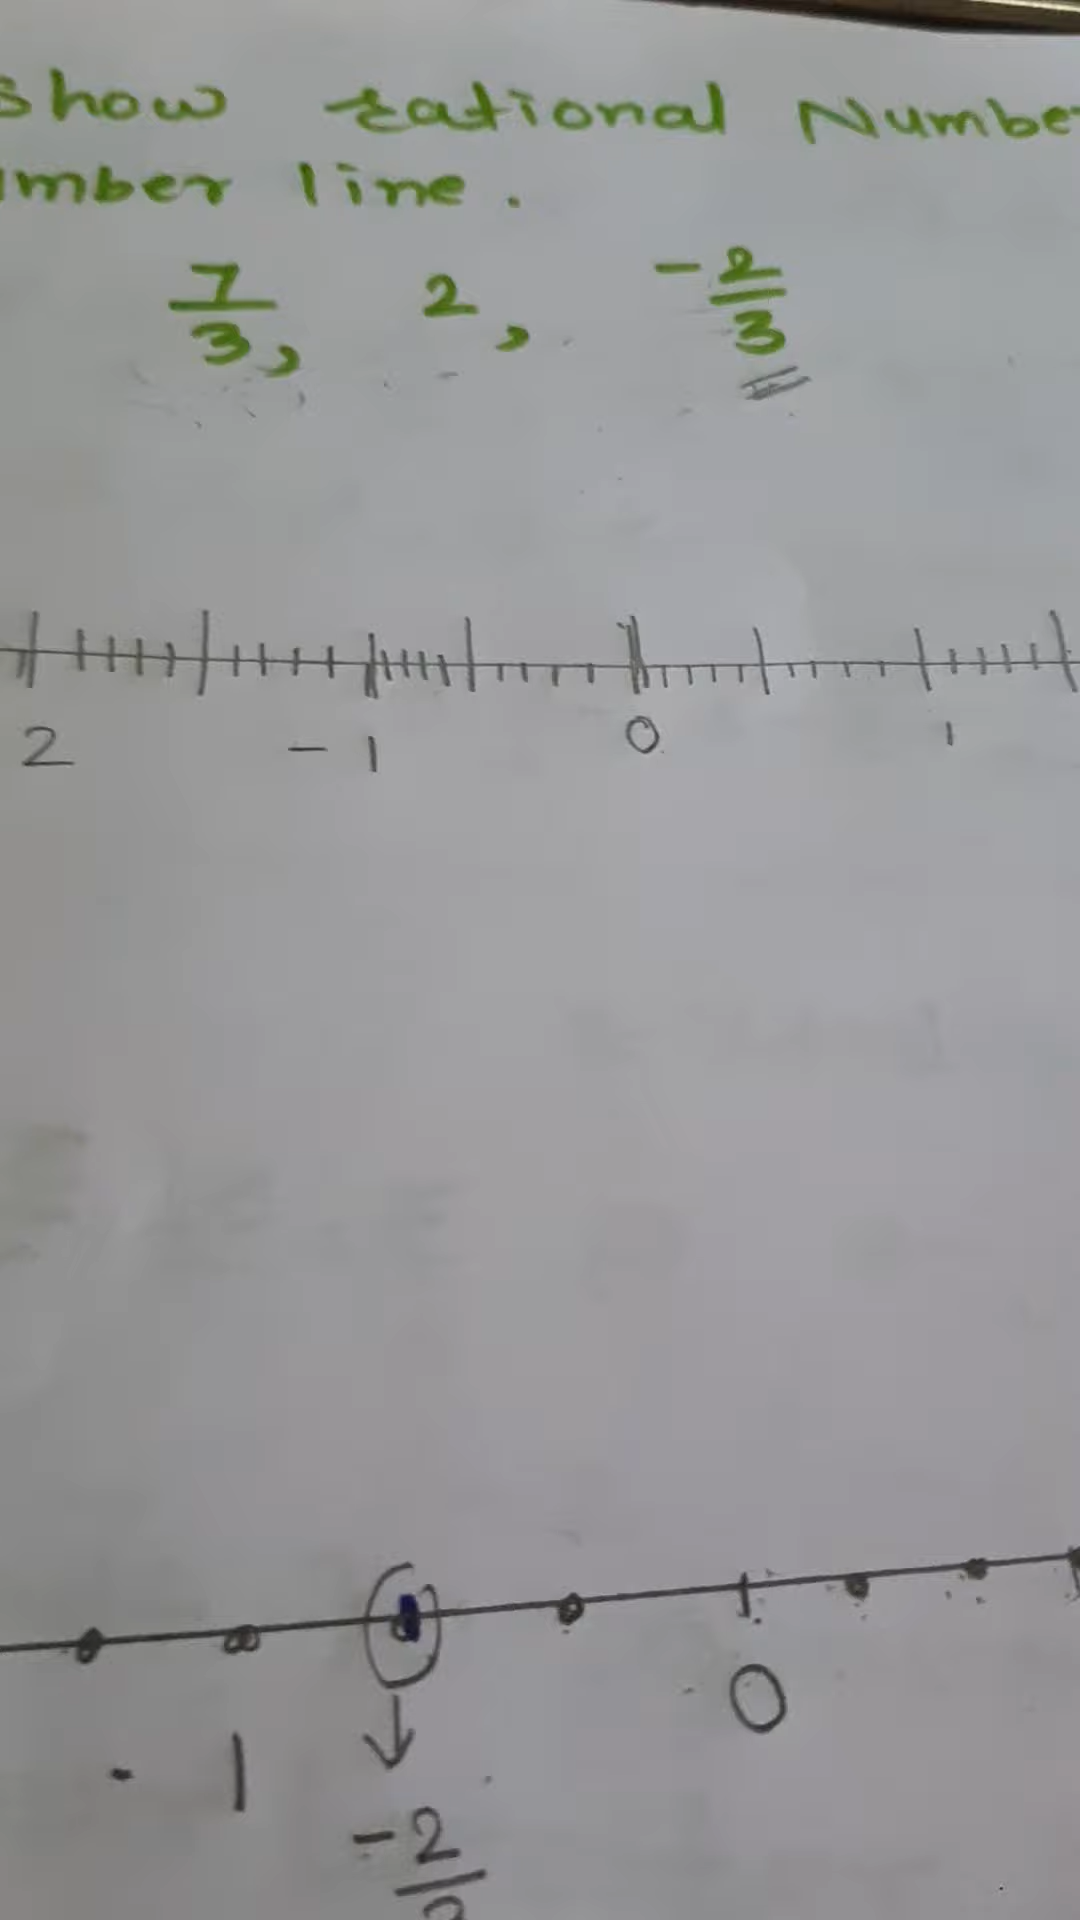 show rational Numbe
mber line.
7/3, 2, -2/3
2 -1 0 1
-1 0
-2/